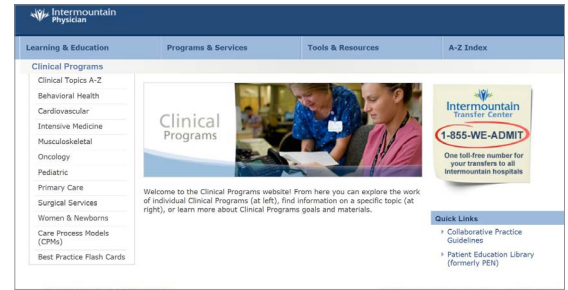 Intermountain
Physician
Learning & Education
Programs & Services
Tools & Resources
A-Z Index
Clinical Programs
Clinical Topics A-Z
Behavioral Health
Cardiovascular
Intensive Medicine
Musculoskeletal
Oncology
Pediatric
Primary Care
Surgical Services
Women & Newborns
Care Process Models
(CPMs)
Best Practice Flash Cards
Clinical
Programs
Welcome to the Clinical Programs website! From here you can explore the work
of individual Clinical Programs (at left), find information on a specific topic (at
right), or learn more about Clinical Programs goals and materials.
Intermountain
Transfer Center
1-855-WE-ADMIT
One toll-free number for
your transfers to all
Intermountain hospitals
Quick Links
Collaborative Practice
Guidelines
Patient Education Library
(formerly PEN)